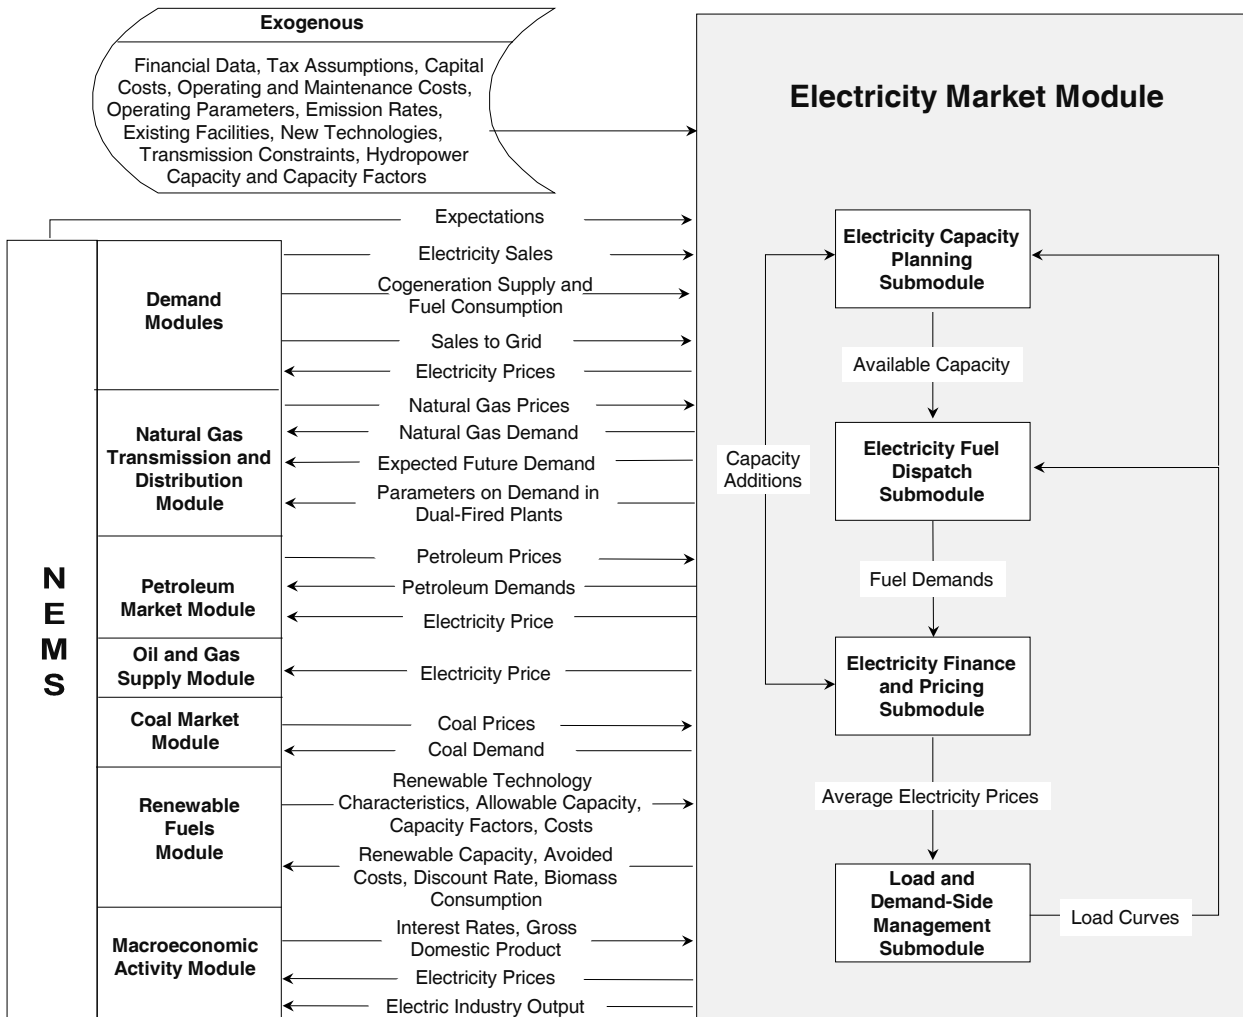 Exogenous
Financial Data, Tax Assumptions, Capital
Costs, Operating and Maintenance Costs,
Operating Parameters, Emission Rates,
Existing Facilities, New Technologies,
Transmission Constraints, Hydropower
Capacity and Capacity Factors
Electricity Market Module
NEMS
Expectations
Demand
Modules
Electricity Sales
Cogeneration Supply and
Fuel Consumption
Sales to Grid
Electricity Prices
Natural Gas
Transmission and
Distribution
Module
Natural Gas Prices
Natural Gas Demand
Expected Future Demand
Parameters on Demand in
Dual-Fired Plants
Petroleum
Market Module
Petroleum Prices
Petroleum Demands
Electricity Price
Oil and Gas
Supply Module
Electricity Price
Coal Market
Module
Coal Prices
Coal Demand
Renewable
Fuels
Module
Renewable Technology
Characteristics, Allowable Capacity,
Capacity Factors, Costs
Renewable Capacity, Avoided
Costs, Discount Rate, Biomass
Consumption
Macroeconomic
Activity Module
Interest Rates, Gross
Domestic Product
Electricity Prices
Electric Industry Output
Electricity Capacity
Planning
Submodule
Available Capacity
Electricity Fuel
Dispatch
Submodule
Capacity
Additions
Fuel Demands
Electricity Finance
and Pricing
Submodule
Average Electricity Prices
Load and
Demand-Side
Management
Submodule
Load Curves